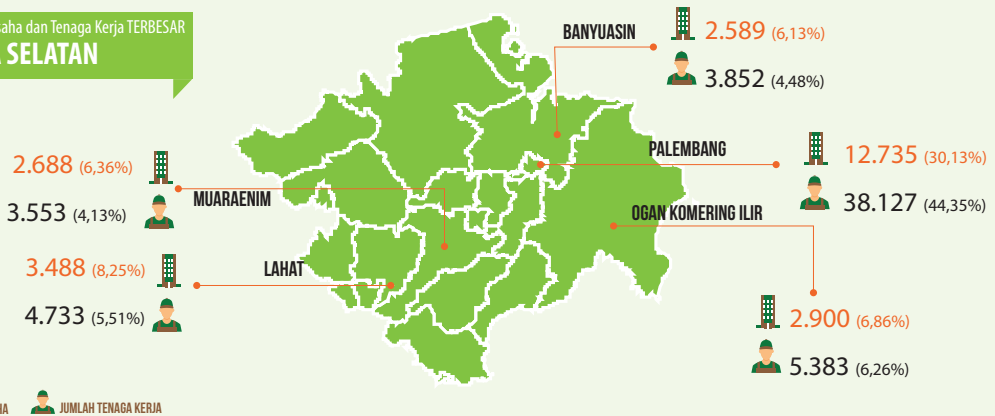 dan Tenaga Kerja TERBESAR
SELATAN
BANYUASIN
2.589 (6,13%)
3.852 (4,48%)
PALEMBANG
12.735 (30,13%)
38.127 (44,35%)
2.688 (6,36%)
3.553 (4,13%)
MUARAENIM
OGAN KOMERING ILIR
2.900 (6,86%)
5.383 (6,26%)
LAHAT
3.488 (8,25%)
4.733 (5,51%)
JUMLAH TENAGA KERJA